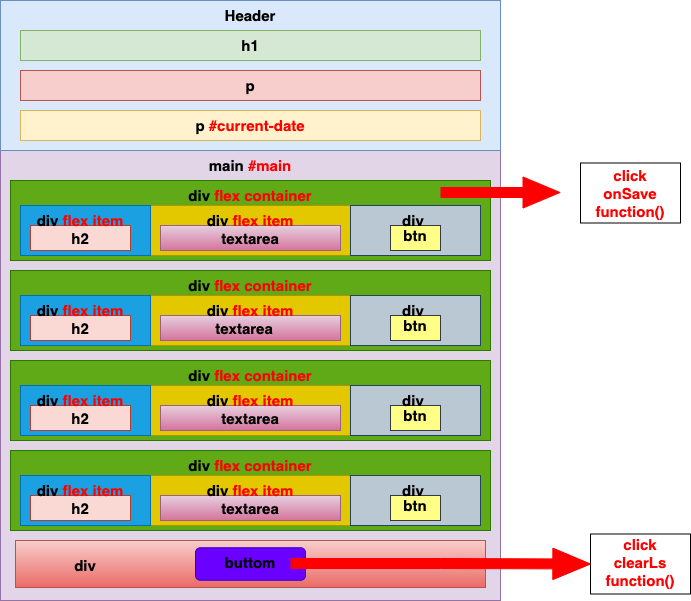 Header
h1
p
p #current-date
main #main
div flex container
div flex item
h2
div flex item
textarea
div
btn
click
onSave
function()
div flex container
div flex item
h2
div flex item
textarea
div
btn
div flex container
div flex item
h2
div flex item
textarea
div
btn
div flex container
div flex item
h2
div flex item
textarea
div
btn
div
buttom
click
clearLs
function()